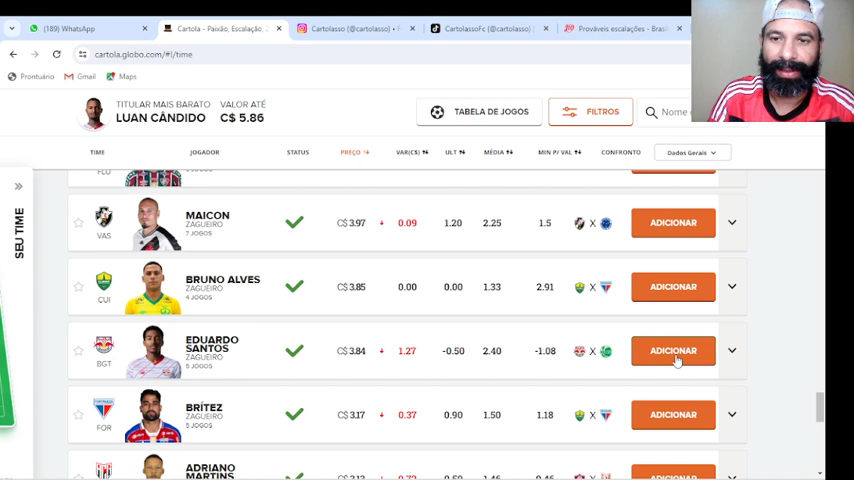 (189) WhatsApp
Cartola - Paixão, Escalação,
Cartolasso (@cartolasso) •
CartolassoFc (@cartolasso)
Prováveis escalações - Brasil
cartola.globo.com/#!/time
Prontuário
Gmail
Maps
TITULAR MAIS BARATO
LUAN CÂNDIDO
VALOR ATÉ
C$ 5.86
TABELA DE JOGOS
FILTROS
Nome
TIME JOGADOR STATUS PREÇO VAR(C$) ULT MÉDIA MIN P/ VAL CONFRONTO Dados Gerais
SEU TIME
FLU
MAICON
ZAGUEIRO
7 JOGOS
VAS
C$ 3.97 0.09 1.20 2.25 1.5 X ADICIONAR
BRUNO ALVES
ZAGUEIRO
4 JOGOS
CUI
C$ 3.85 0.00 0.00 1.33 2.91 X ADICIONAR
EDUARDO
SANTOS
ZAGUEIRO
5 JOGOS
BGT
C$ 3.84 1.27 -0.50 2.40 -1.08 X ADICIONAR
BRÍTEZ
ZAGUEIRO
5 JOGOS
FOR
C$ 3.17 0.37 0.90 1.50 1.18 X ADICIONAR
ADRIANO
MARTINS